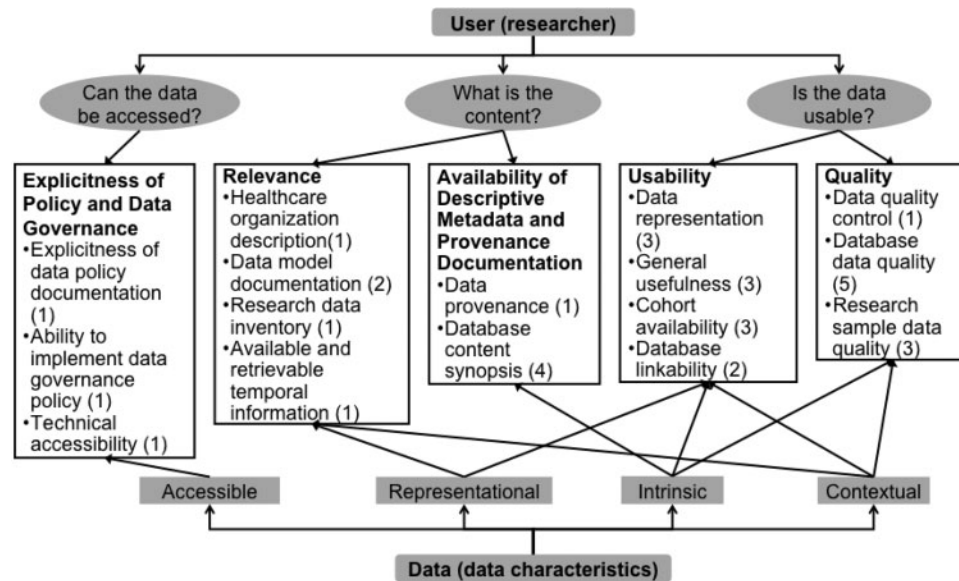 User (researcher)
Can the data
be accessed?
What is the
content?
Is the data
usable?
Explicitness of
Policy and Data
Governance
•Explicitness of
data policy
documentation
(1)
•Ability to
implement data
governance
policy (1)
•Technical
accessibility (1)
Relevance
•Healthcare
organization
description(1)
•Data model
documentation (2)
•Research data
inventory (1)
•Available and
retrievable
temporal
information (1)
Availability of
Descriptive
Metadata and
Provenance
Documentation
•Data
provenance (1)
•Database
content
synopsis (4)
Usability
•Data
representation
(3)
•General
usefulness (3)
•Cohort
availability (3)
•Database
linkability (2)
Quality
•Data quality
control (1)
•Database
data quality
(5)
•Research
sample data
quality (3)
Accessible
Representational
Intrinsic
Contextual
Data (data characteristics)